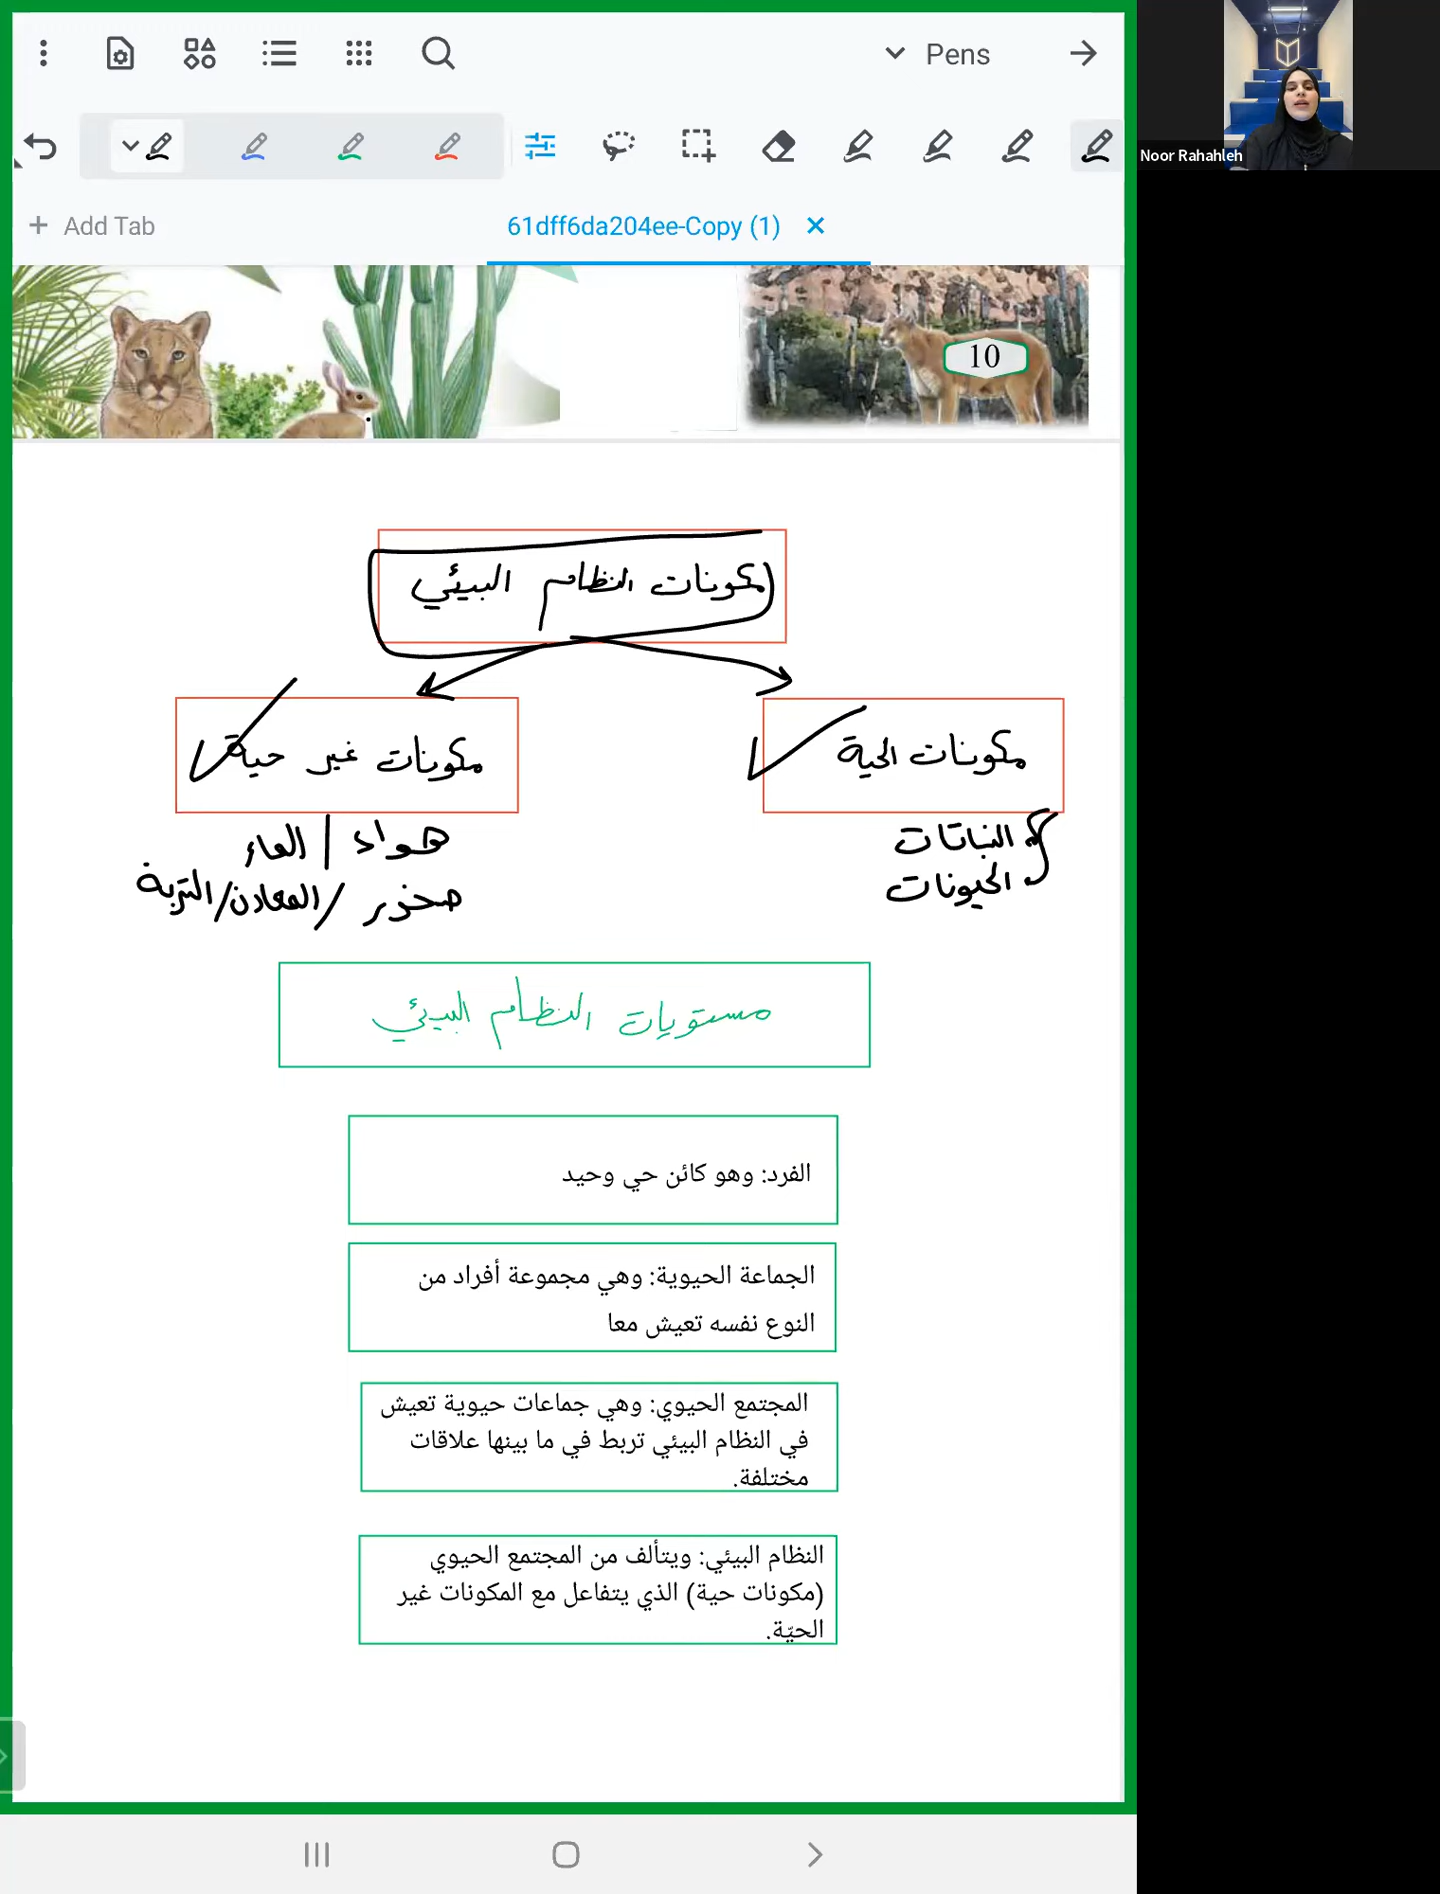 Pens
Noor Rahahleh
Add Tab
61dff6da204ee-Copy (1)
10
مكونات النظام البيئي
مكونات الحية
مكونات غير حية
النباتات
الحيونات
هواء / الماء
صخذر / المعادن / التربة
مستويات النظام البيئي
الفرد: وهو كائن حي وحيد
الجماعة الحيوية: وهي مجموعة أفراد من
النوع نفسه تعيش معا
المجتمع الحيوي: وهي جماعات حيوية تعيش
في النظام البيئي تربط في ما بينها علاقات
مختلفة.
النظام البيئي: ويتألف من المجتمع الحيوي
(مكونات حية) الذي يتفاعل مع المكونات غير
الحيّة.